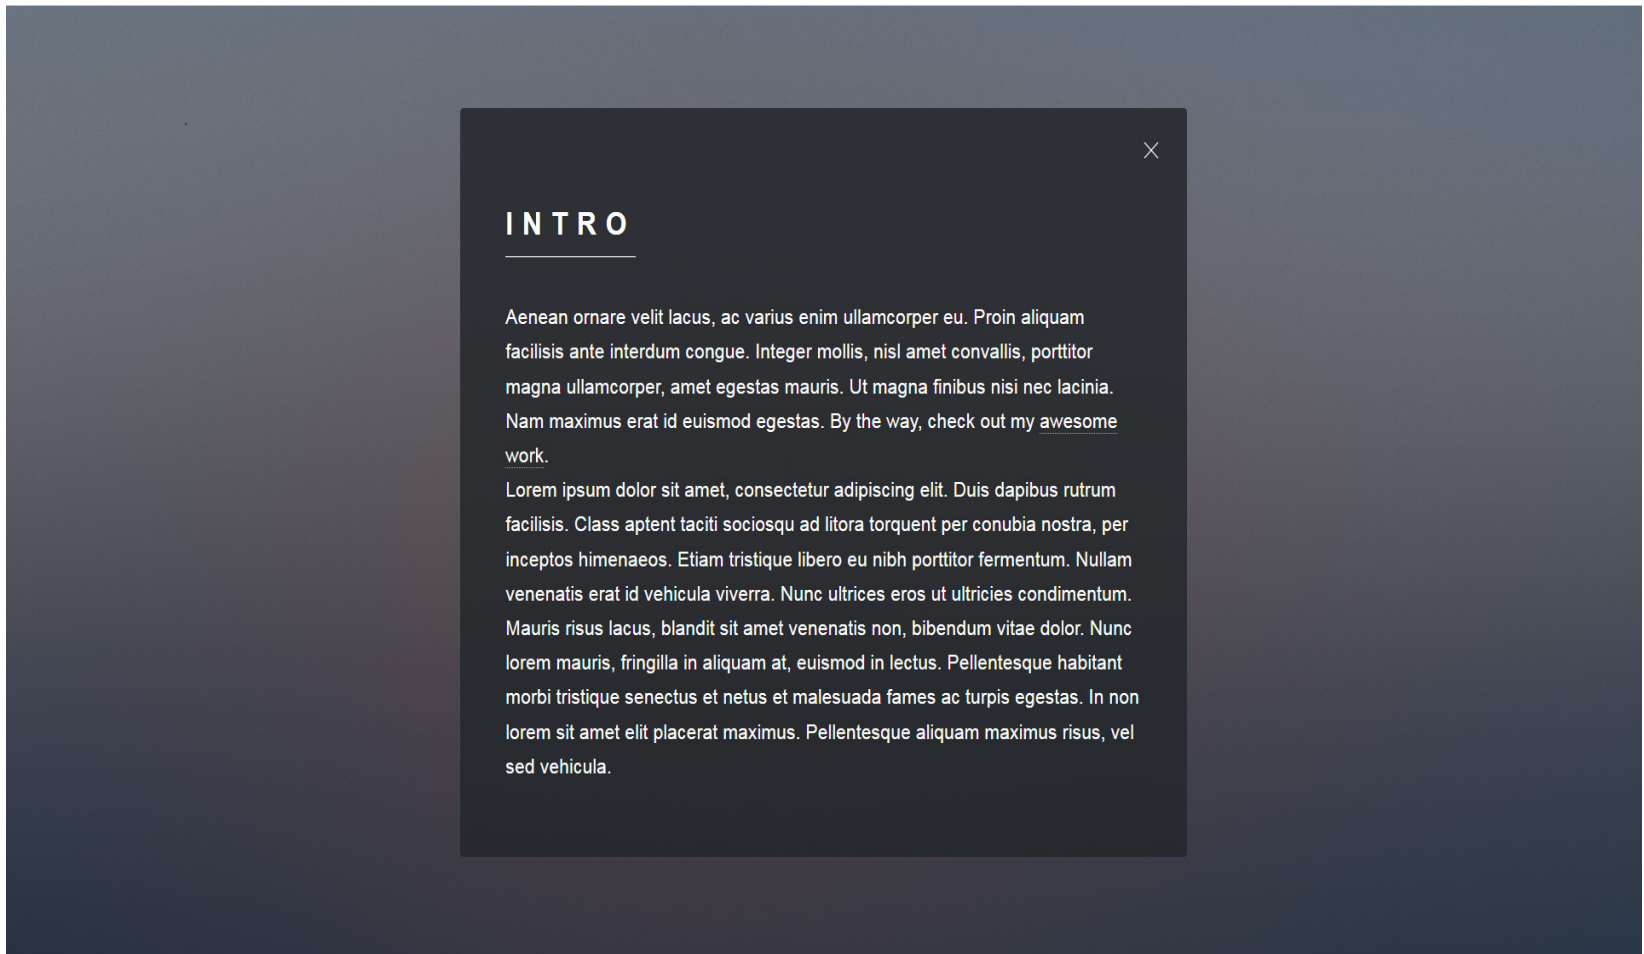 INTRO
Aenean ornare velit lacus, ac varius enim ullamcorper eu. Proin aliquam
facilisis ante interdum congue. Integer mollis, nisl amet convallis, porttitor
magna ullamcorper, amet egestas mauris. Ut magna finibus nisi nec lacinia.
Nam maximus erat id euismod egestas. By the way, check out my awesome
work.
Lorem ipsum dolor sit amet, consectetur adipiscing elit. Duis dapibus rutrum
facilisis. Class aptent taciti sociosqu ad litora torquent per conubia nostra, per
inceptos himenaeos. Etiam tristique libero eu nibh porttitor fermentum. Nullam
venenatis erat id vehicula viverra. Nunc ultrices eros ut ultricies condimentum.
Mauris risus lacus, blandit sit amet venenatis non, bibendum vitae dolor. Nunc
lorem mauris, fringilla in aliquam at, euismod in lectus. Pellentesque habitant
morbi tristique senectus et netus et malesuada fames ac turpis egestas. In non
lorem sit amet elit placerat maximus. Pellentesque aliquam maximus risus, vel
sed vehicula.